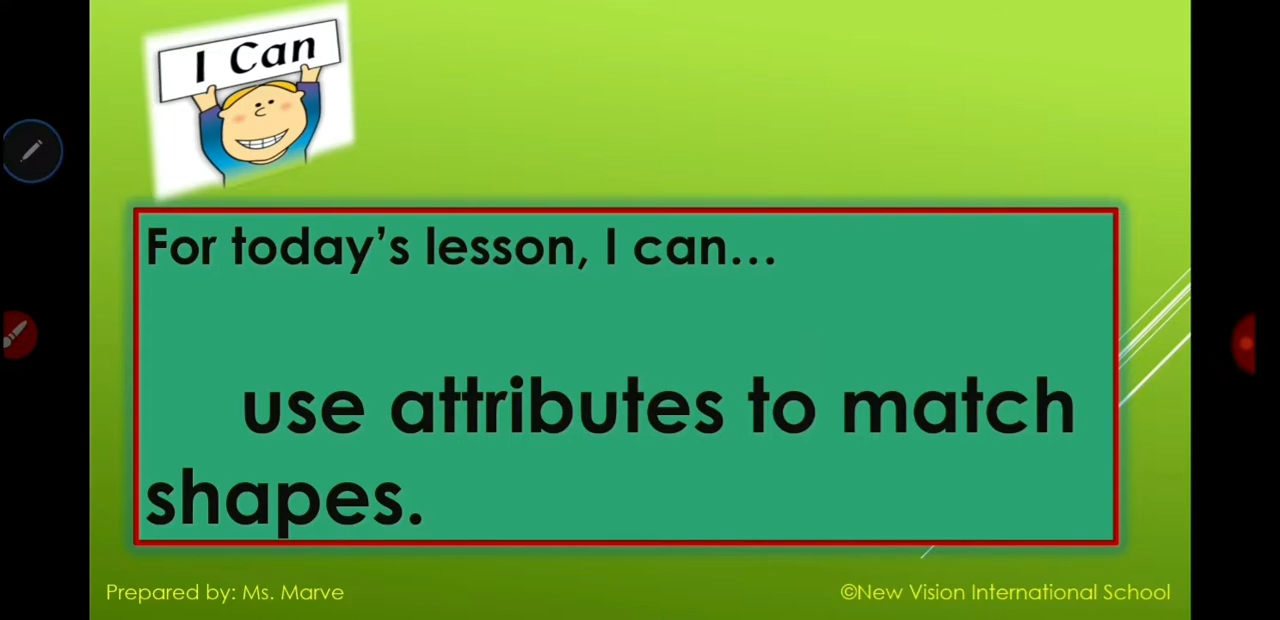 I Can
For today’s lesson, I can…
use attributes to match
shapes.
Prepared by: Ms. Marve
©New Vision International School